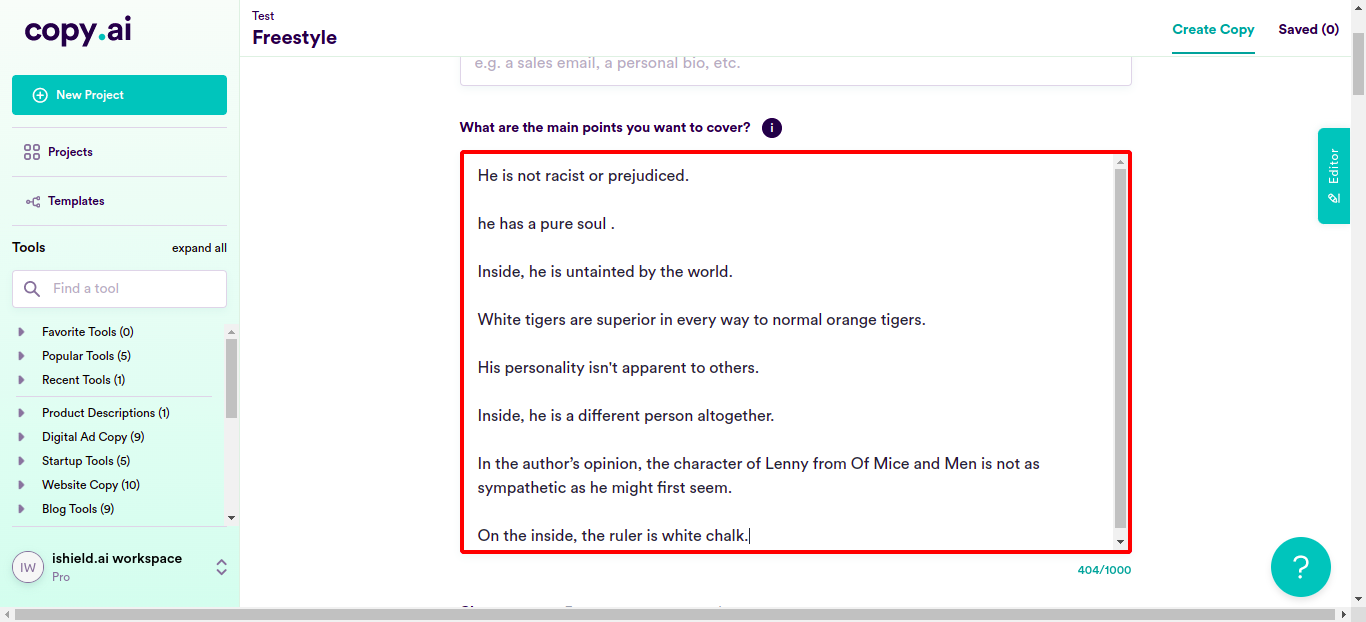 copy.ai
Test
Freestyle
Create Copy
Saved (0)
New Project
Projects
Templates
Tools
expand all
Find a tool
Favorite Tools (0)
Popular Tools (5)
Recent Tools (1)
Product Descriptions (1)
Digital Ad Copy (9)
Startup Tools (5)
Website Copy (10)
Blog Tools (9)
IW
ishield.ai workspace
Pro
e.g. a sales email, a personal bio, etc.
What are the main points you want to cover?
i
He is not racist or prejudiced.
he has a pure soul .
Inside, he is untainted by the world.
White tigers are superior in every way to normal orange tigers.
His personality isn't apparent to others.
Inside, he is a different person altogether.
In the author’s opinion, the character of Lenny from Of Mice and Men is not as
sympathetic as he might first seem.
On the inside, the ruler is white chalk.
404/1000
Editor
?